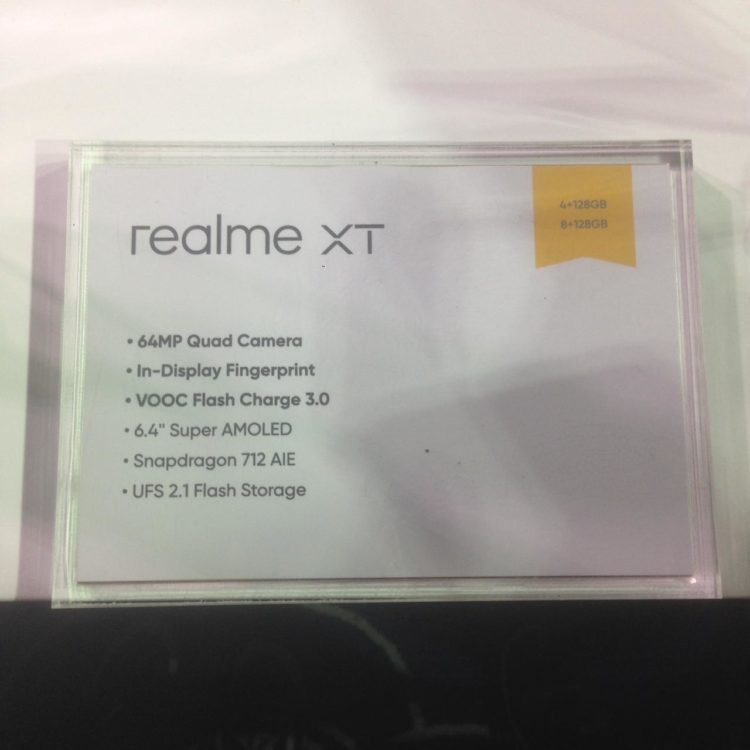 realme XT
4+128GB
8+128GB
• 64MP Quad Camera
• In-Display Fingerprint
• VOOC Flash Charge 3.0
• 6.4" Super AMOLED
• Snapdragon 712 AIE
• UFS 2.1 Flash Storage